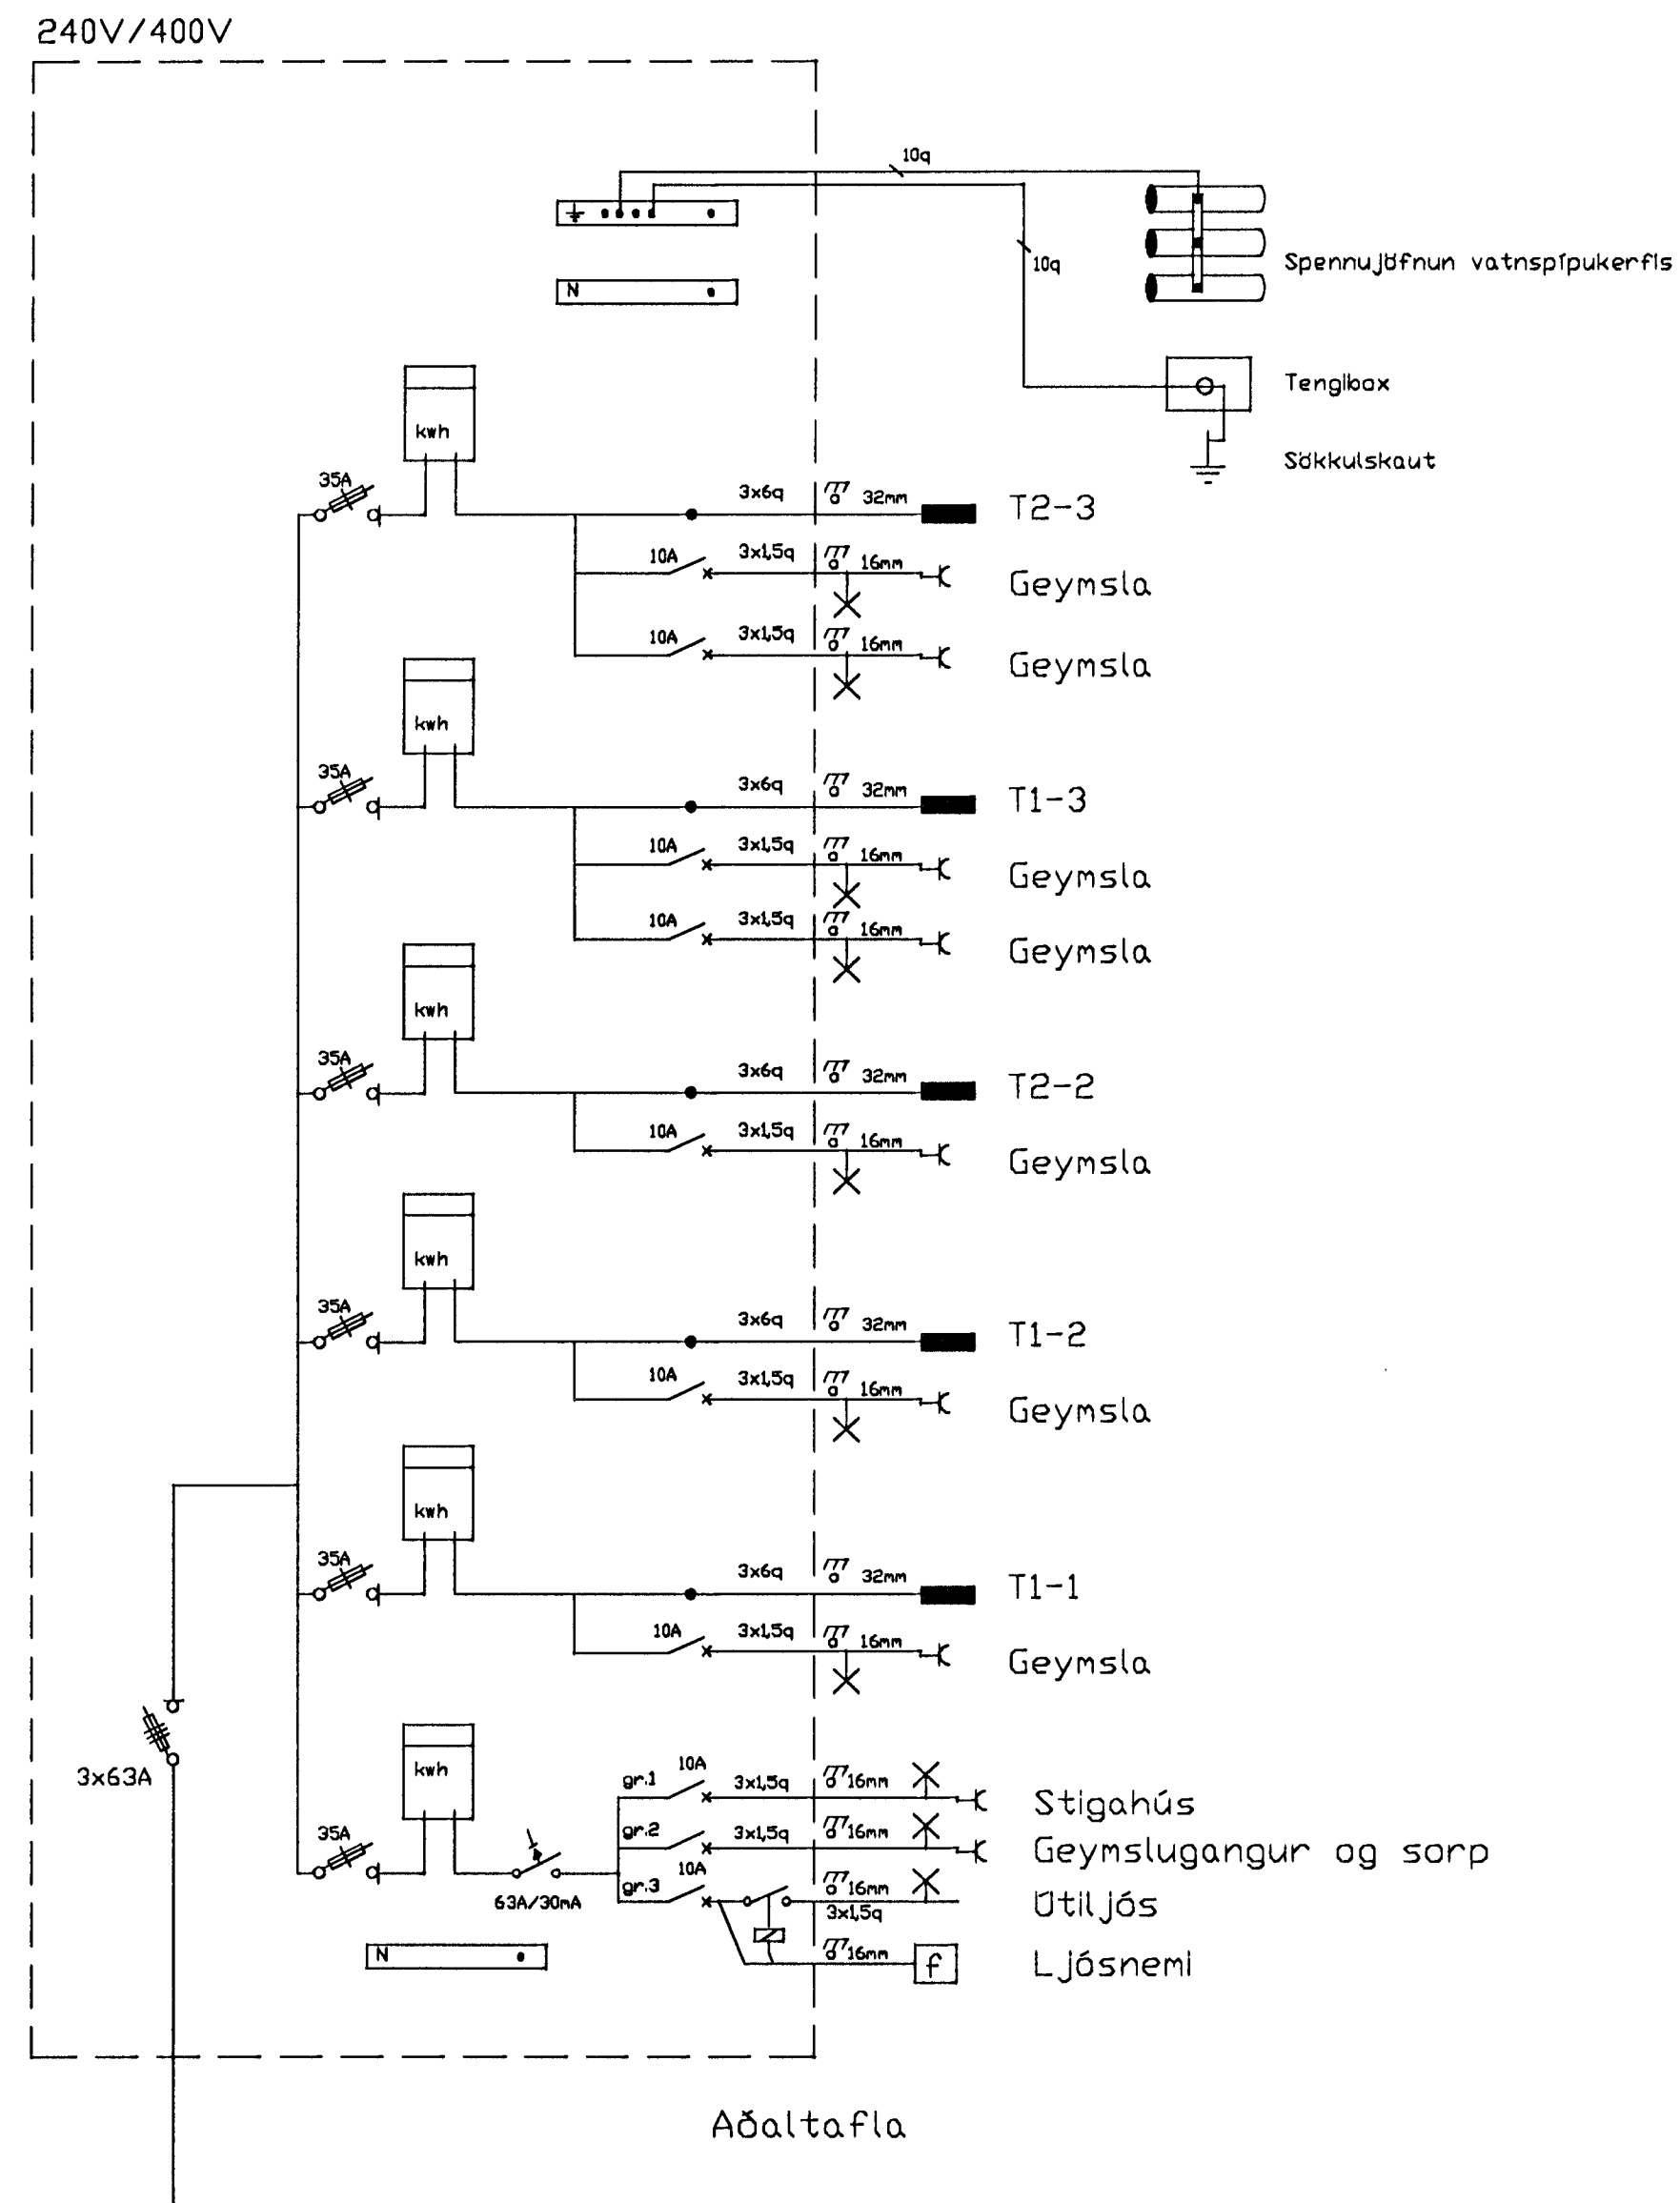 240V/400V
10q
10q
Spennujöfnun vatnspípukerfis
N
Tengibox
kwh
Sökkulskaut
35A
3x6q
32mm
T2-3
10A
3x1,5q
16mm
Geymsla
10A
3x1,5q
16mm
Geymsla
kwh
35A
3x6q
32mm
T1-3
10A
3x1,5q
16mm
Geymsla
10A
3x1,5q
16mm
Geymsla
kwh
35A
3x6q
32mm
T2-2
10A
3x1,5q
16mm
Geymsla
kwh
35A
3x6q
32mm
T1-2
10A
3x1,5q
16mm
Geymsla
kwh
35A
3x6q
32mm
T1-1
10A
3x1,5q
16mm
Geymsla
3x63A
kwh
35A
63A/30mA
gr.1
10A
3x1,5q
16mm
Stigahús
gr.2
3x1,5q
16mm
Geymslugangur og sorp
gr.3
10A
16mm
3x1,5q
Útiljós
N
16mm
f
Ljósnemi
Aðaltafla